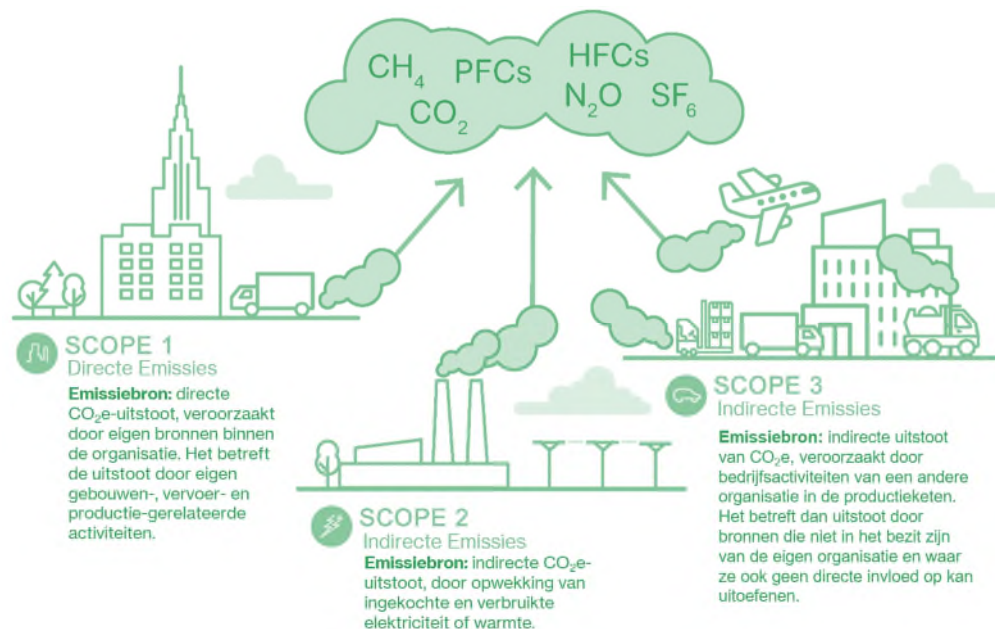 CH₄ PFCs HFCs
CO₂ N₂O SF₆
SCOPE 1
Directe Emissies
Emissiebron: directe
CO₂e-uitstoot, veroorzaakt
door eigen bronnen binnen
de organisatie. Het betreft
de uitstoot door eigen
gebouwen-, vervoer- en
productie-gerelateerde
activiteiten.
SCOPE 2
Indirecte Emissies
Emissiebron: indirecte CO₂e-
uitstoot, door opwekking van
ingekochte en verbruikte
elektriciteit of warmte.
SCOPE 3
Indirecte Emissies
Emissiebron: indirecte uitstoot
van CO₂e, veroorzaakt door
bedrijfsactiviteiten van een andere
organisatie in de productieketen.
Het betreft dan uitstoot door
bronnen die niet in het bezit zijn
van de eigen organisatie en waar
ze ook geen directe invloed op kan
uitoefenen.